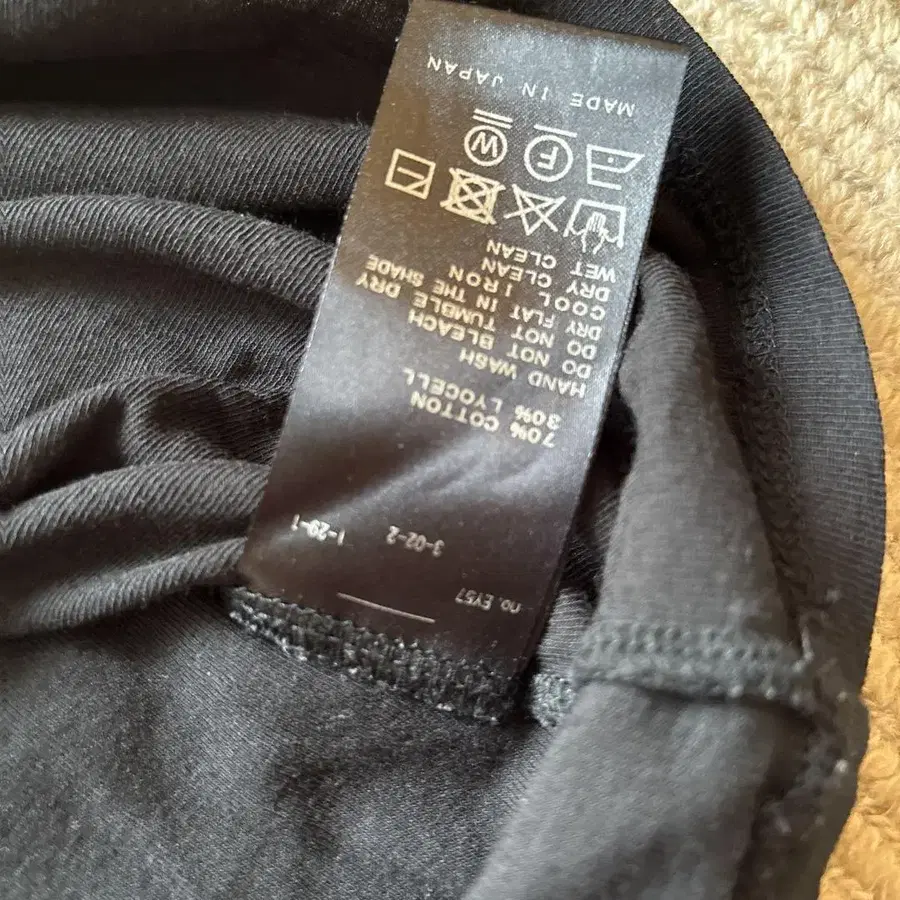 no. EY57
3-02-2
1-29-1
70% COTTON
30% LYOCELL
HAND WASH
DO NOT BLEACH
DO NOT TUMBLE DRY
DRY FLAT IN THE SHADE
COOL IRON
DRY CLEAN
WET CLEAN
F
W
MADE IN JAPAN